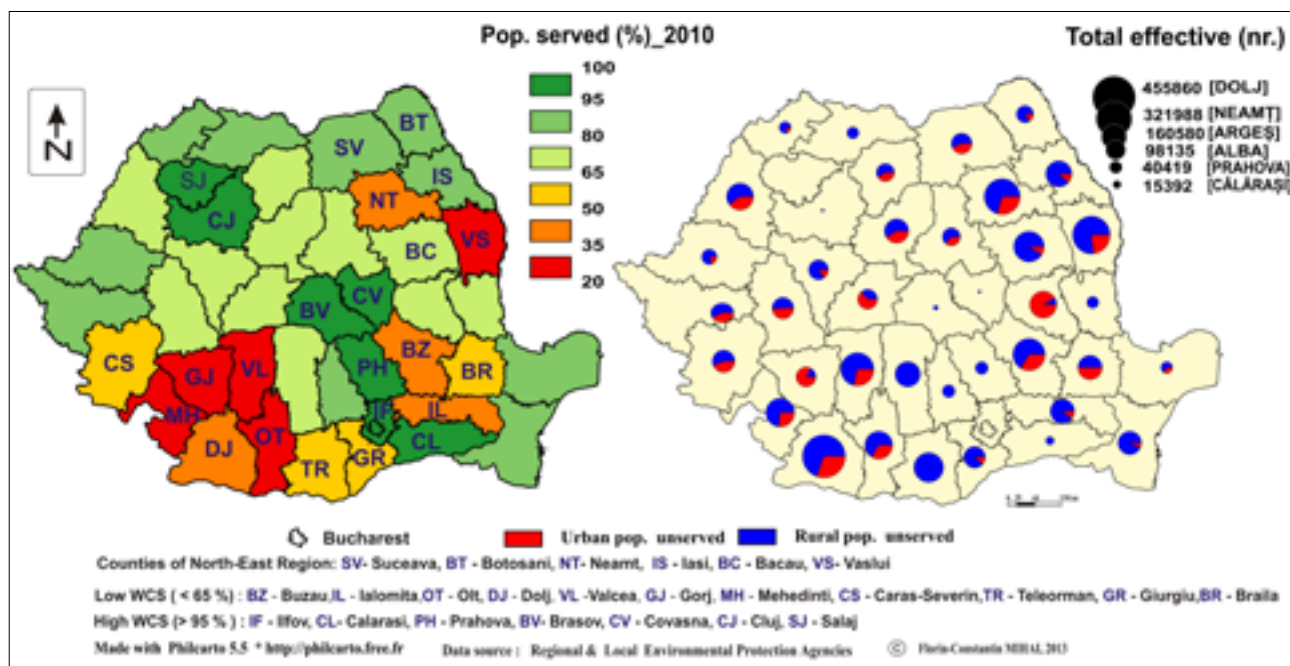 Pop. served (%)_2010
Total effective (nr.)
N
100
95
80
65
50
35
20
455860 [DOLJ]
321988 [NEAMȚ]
160580 [ARGEȘ]
98135 [ALBA]
40419 [PRAHOVA]
15392 [CĂLĂRAȘI]
BT
SV
IS
SJ
NT
CJ
VS
BC
CV
BV
CS
GJ
VL
PH
BZ
BR
MH
IF
IL
DJ
OT
CL
TR
GR
Bucharest
Urban pop. unserved
Rural pop. unserved
Counties of North-East Region: SV- Suceava, BT - Botosani, NT- Neamt, IS - Iasi, BC - Bacau, VS- Vaslui
Low WCS ( < 65 %) : BZ - Buzau,IL - Ialomita,OT - Olt, DJ - Dolj, VL -Valcea, GJ - Gorj, MH - Mehedinti, CS - Caras-Severin,TR - Teleorman, GR - Giurgiu,BR - Braila
High WCS (> 95 % ) : IF - Ilfov, CL- Calarasi, PH - Prahova, BV- Brasov, CV - Covasna, CJ - Cluj, SJ - Salaj
Made with Philcarto 5.5 * http://philcarto.free.fr
Data source : Regional & Local Environmental Protection Agencies
© Florin-Constantin MIHAI, 2013